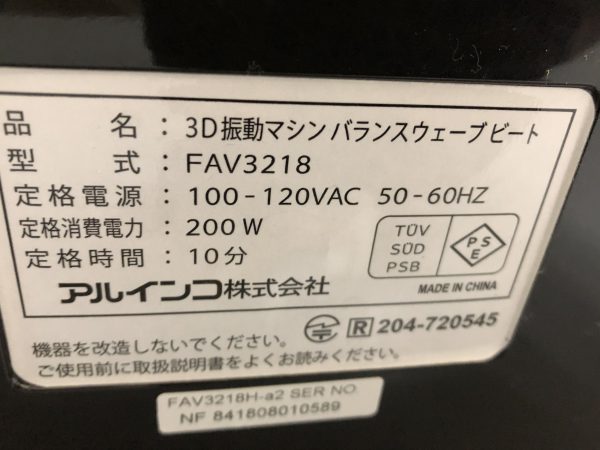 品　　　名：3D振動マシン バランスウェーブ ビート
型　　　式：FAV3218
定格電源：100-120VAC 50-60HZ
定格消費電力：200W
定格時間：10分
TÜV
SÜD
PSB
PS
E
アルインコ株式会社
MADE IN CHINA
R 204-720545
機器を改造しないでください。
ご使用前に取扱説明書をよくお読みください。
FAV3218H-a2 SER NO.
NF 841808010589